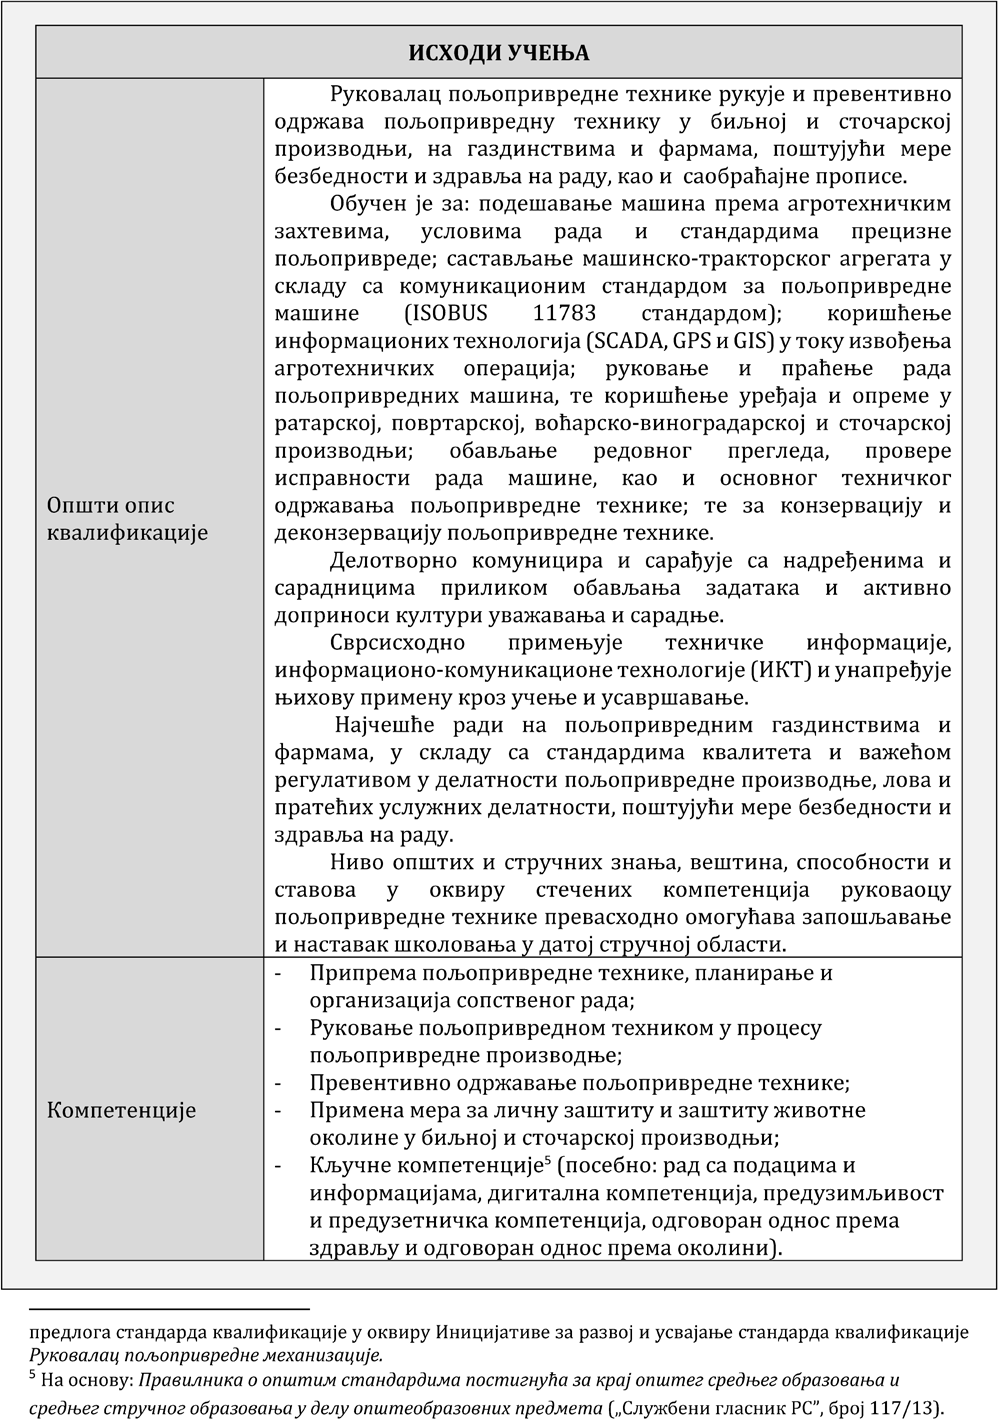 ИСХОДИ УЧЕЊА
Општи опис
квалификације
Руковалац пољопривредне технике рукује и превентивно
одржава пољопривредну технику у биљној и сточарској
производњи, на газдинствима и фармама, поштујући мере
безбедности и здравља на раду, као и саобраћајне прописе.
Обучен је за: подешавање машина према агротехничким
захтевима, условима рада и стандардима прецизне
пољопривреде; састављање машинско-тракторског агрегата у
складу са комуникационим стандардом за пољопривредне
машине (ISOBUS 11783 стандардом); коришћење
информационих технологија (SCADA, GPS и GIS) у току извођења
агротехничких операција; руковање и праћење рада
пољопривредних машина, те коришћење уређаја и опреме у
ратарској, повртарској, воћарско-виноградарској и сточарској
производњи; обављање редовног прегледа, провере
исправности рада машине, као и основног техничког
одржавања пољопривредне технике; те за конзервацију и
деконзервацију пољопривредне технике.
Делотворно комуницира и сарађује са надређенима и
сарадницима приликом обављања задатака и активно
доприноси култури уважавања и сарадње.
Сврсисходно примењује техничке информације,
информационо-комуникационе технологије (ИКТ) и унапређује
њихову примену кроз учење и усавршавање.
Најчешће ради на пољопривредним газдинствима и
фармама, у складу са стандардима квалитета и важећом
регулативом у делатности пољопривредне производње, лова и
пратећих услужних делатности, поштујући мере безбедности и
здравља на раду.
Ниво општих и стручних знања, вештина, способности и
ставова у оквиру стечених компетенција руковаоцу
пољопривредне технике превасходно омогућава запошљавање
и наставак школовања у датој стручној области.
Компетенције
- Припрема пољопривредне технике, планирање и
организација сопственог рада;
- Руковање пољопривредном техником у процесу
пољопривредне производње;
- Превентивно одржавање пољопривредне технике;
- Примена мера за личну заштиту и заштиту животне
околине у биљној и сточарској производњи;
- Кључне компетенције⁵ (посебно: рад са подацима и
информацијама, дигитална компетенција, предузимљивост
и предузетничка компетенција, одговоран однос према
здрављу и одговоран однос према околини).
предлога стандарда квалификације у оквиру Иницијативе за развој и усвајање стандарда квалификације
Руковалац пољопривредне механизације.
⁵ На основу: Правилника о општим стандардима постигнућа за крај општег средњег образовања и
средњег стручног образовања у делу општеобразовних предмета („Службени гласник РС”, број 117/13).